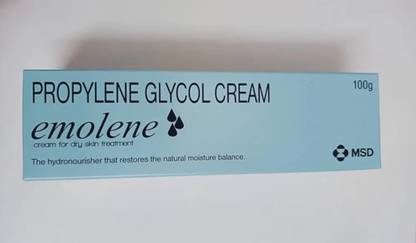 PROPYLENE GLYCOL CREAM
100g
emolene
cream for dry skin treatment
The hydronourisher that restores the natural moisture balance.
MSD